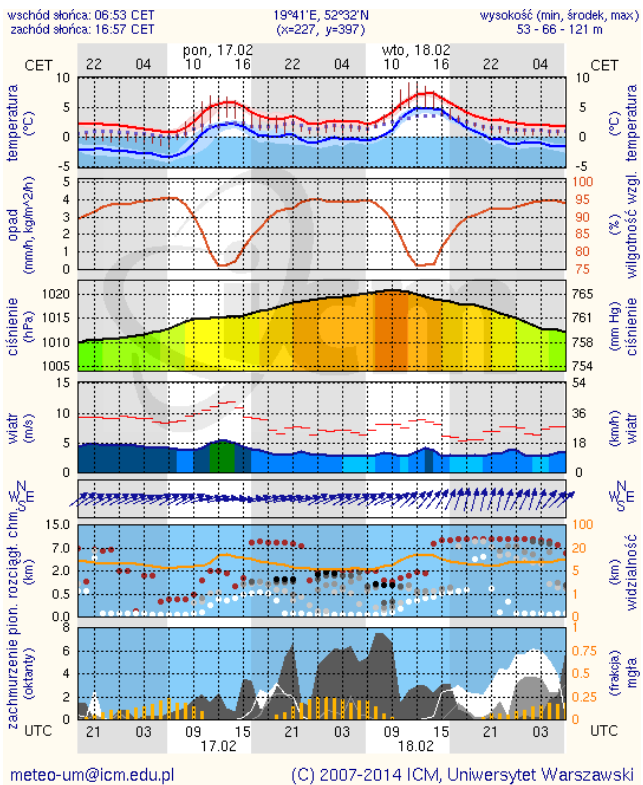 wschód słońca: 06:53 CET 19°41'E, 52°32'N wysokość (min, środek, max)
zachód słońca: 16:57 CET (x=227, y=397) 53 - 66 - 121 m
pon, 17.02 wto, 18.02
CET 22 04 10 16 22 04 10 16 22 04 CET
temperatura (°C) 10 5 0 -5 10 5 0 -5 (°C) temperatura
opad (mm/h, kg/m^2/h) 5 4 3 2 1 0 100 95 90 85 80 75 (%) wilgotność wzgl.
ciśnienie (hPa) 1020 1015 1010 1005 765 761 758 754 (mm Hg) ciśnienie
wiatr (m/s) 15 10 5 0 54 36 18 0 (km/h) wiatr
N W E S N W E S
pion. rozciągł. chm. (km) 15.0 7.0 2.0 0.5 0.0 100 20 5 1 0 (km) widzialność
zachmurzenie (oktanty) 8 6 4 2 0 1 0.75 0.5 0.25 0 (frakcja) mgła
UTC 21 03 09 15 21 03 09 15 21 03 UTC
17.02 18.02
meteo-um@icm.edu.pl (C) 2007-2014 ICM, Uniwersytet Warszawski
icm